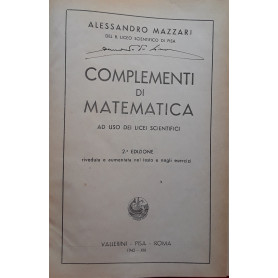 ALESSANDRO MAZZARI
DEL R. LICEO SCIENTIFICO DI PISA
COMPLEMENTI
DI
MATEMATICA
AD USO DEI LICEI SCIENTIFICI
2.ª EDIZIONE
riveduta e aumentata nel testo e negli esercizi
VALLERINI - PISA - ROMA